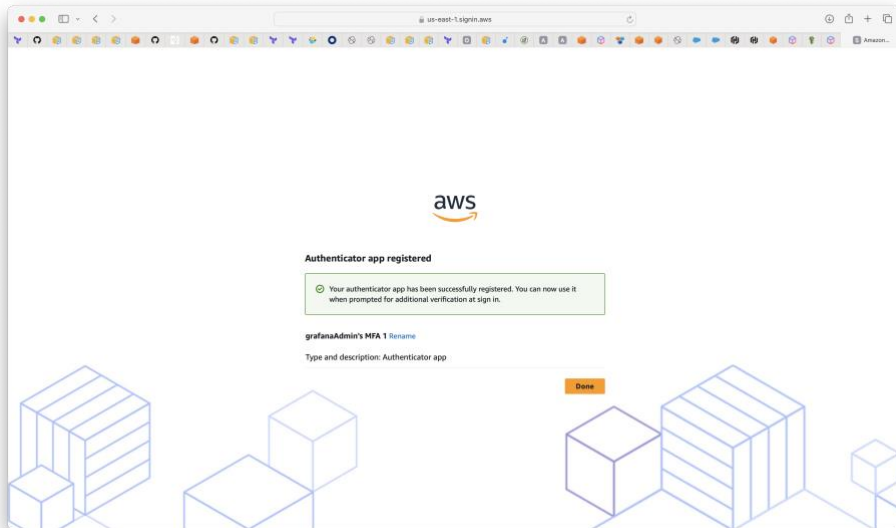 us-east-1.signin.aws
Amazon...
aws
Authenticator app registered
Your authenticator app has been successfully registered. You can now use it
when prompted for additional verification at sign in.
grafanaAdmin's MFA 1 Rename
Type and description: Authenticator app
Done